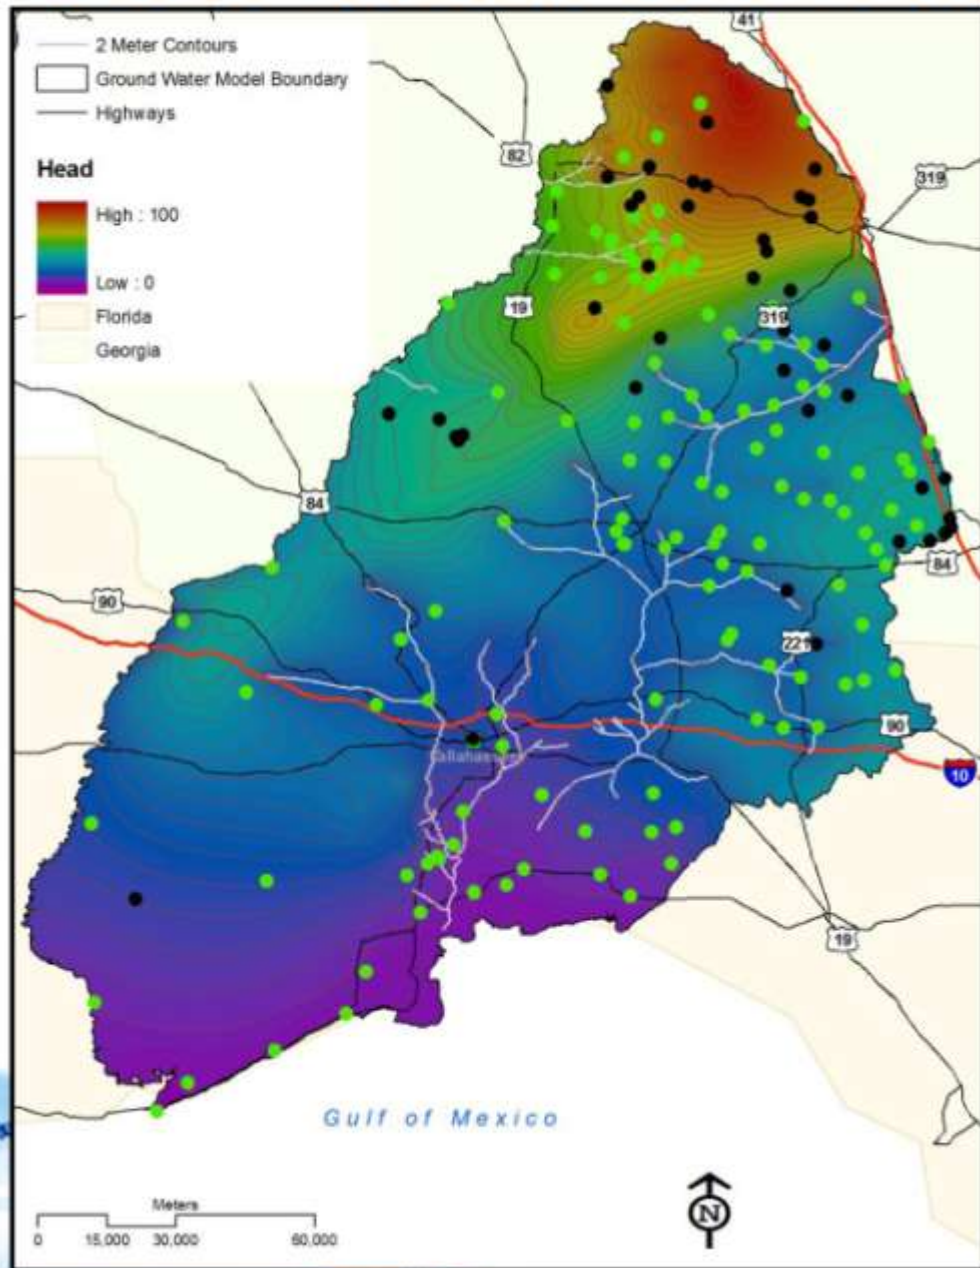 2 Meter Contours
Ground Water Model Boundary
Highways
Head
High : 100
Low : 0
Florida
Georgia
41
82
319
19
319
84
84
90
221
90
10
19
Gulf of Mexico
Meters
0 15,000 30,000 60,000
N